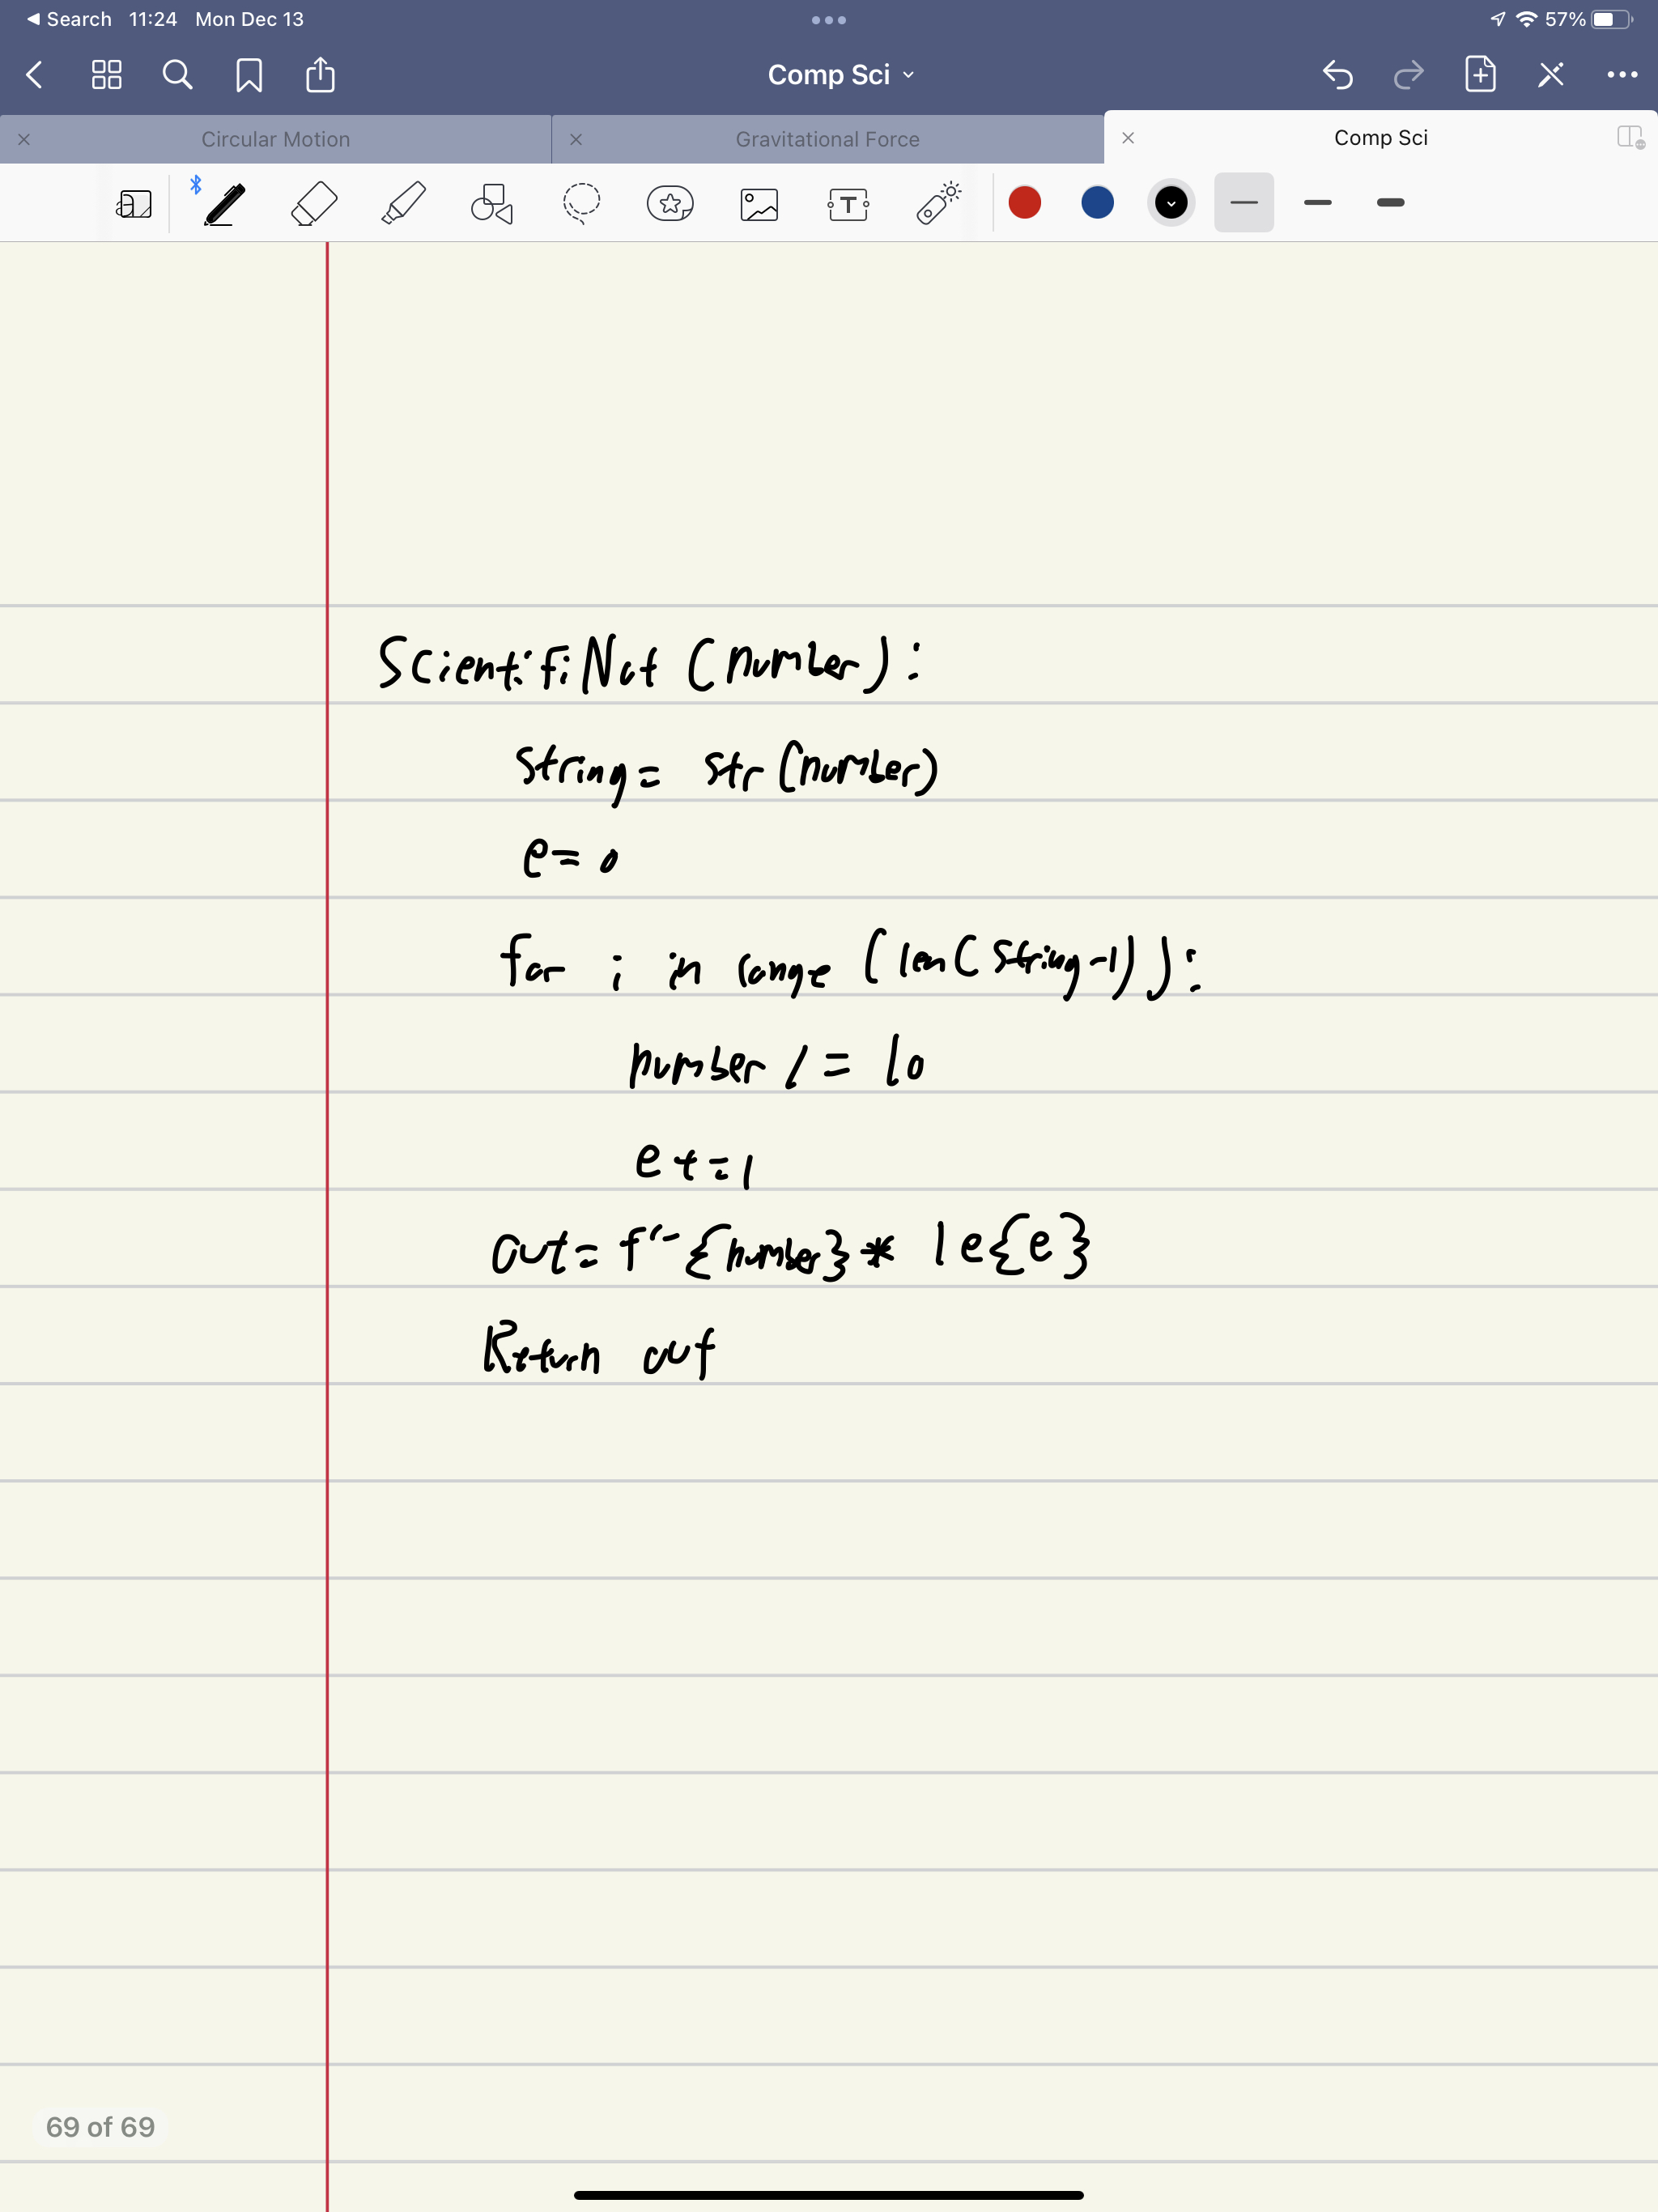 Search 11:24 Mon Dec 13 57%
Comp Sci
Circular Motion Gravitational Force Comp Sci
ScientifiNot (number):
string= str(number)
e=0
for i in range (len(string-1)):
number /= 10
e+=1
out= f"{number}* 1e{e}
Return out
69 of 69